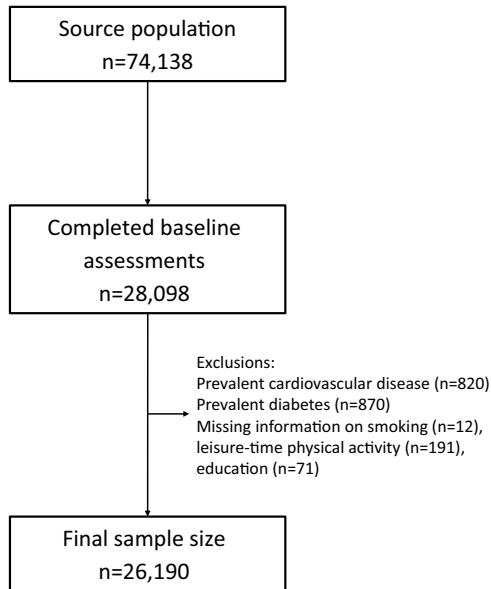 Source population
n=74,138
Completed baseline
assessments
n=28,098
Exclusions:
Prevalent cardiovascular disease (n=820)
Prevalent diabetes (n=870)
Missing information on smoking (n=12),
leisure-time physical activity (n=191),
education (n=71)
Final sample size
n=26,190